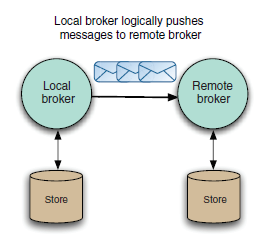 Local broker logically pushes
messages to remote broker
Local
broker
Remote
broker
Store
Store